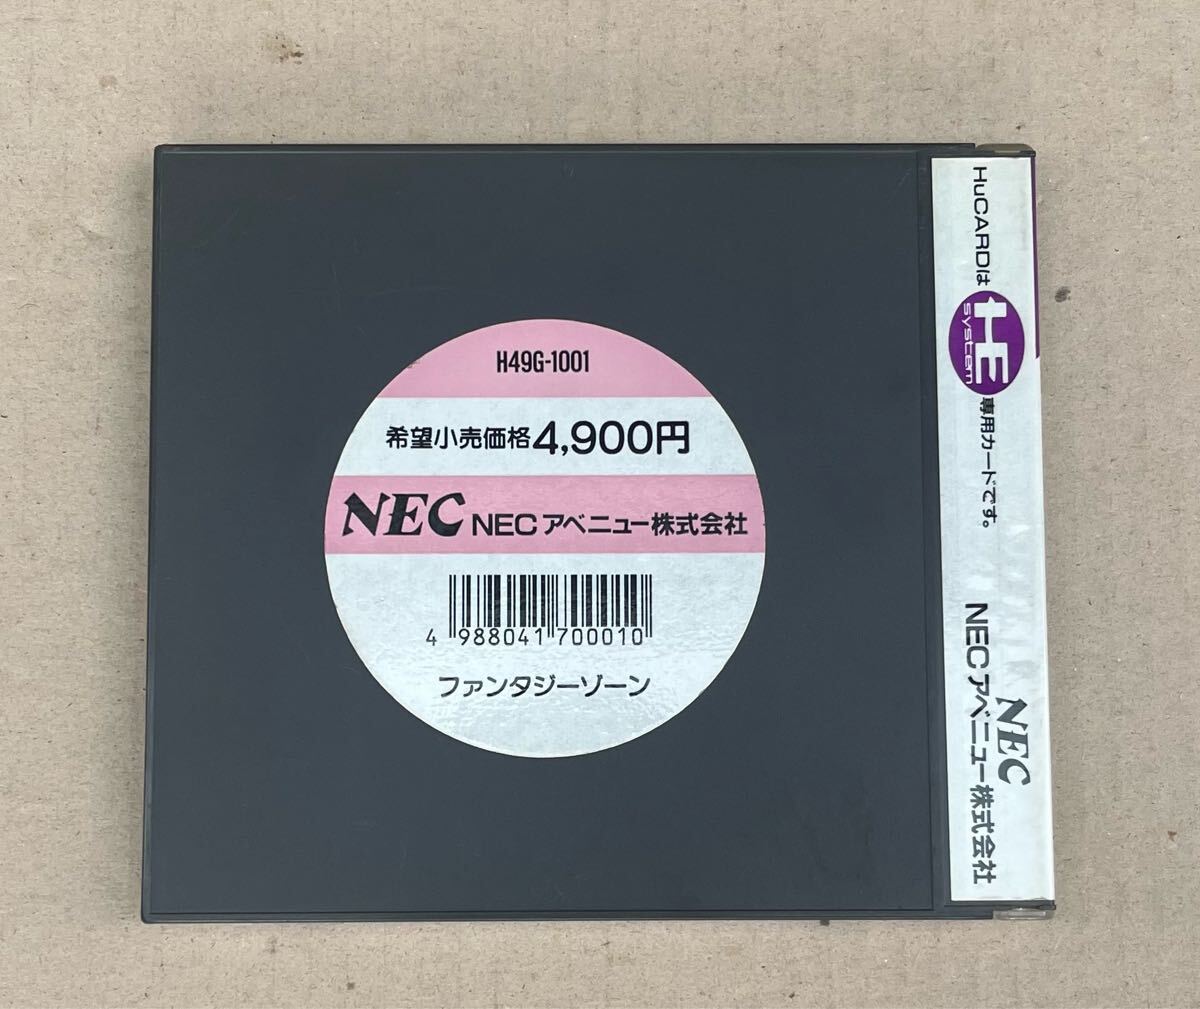 H49G-1001
希望小売価格4,900円
NEC NECアベニュー株式会社
4 988041 700010
ファンタジーゾーン
HuCARDは HE system 専用カードです。
NEC
NECアベニュー株式会社